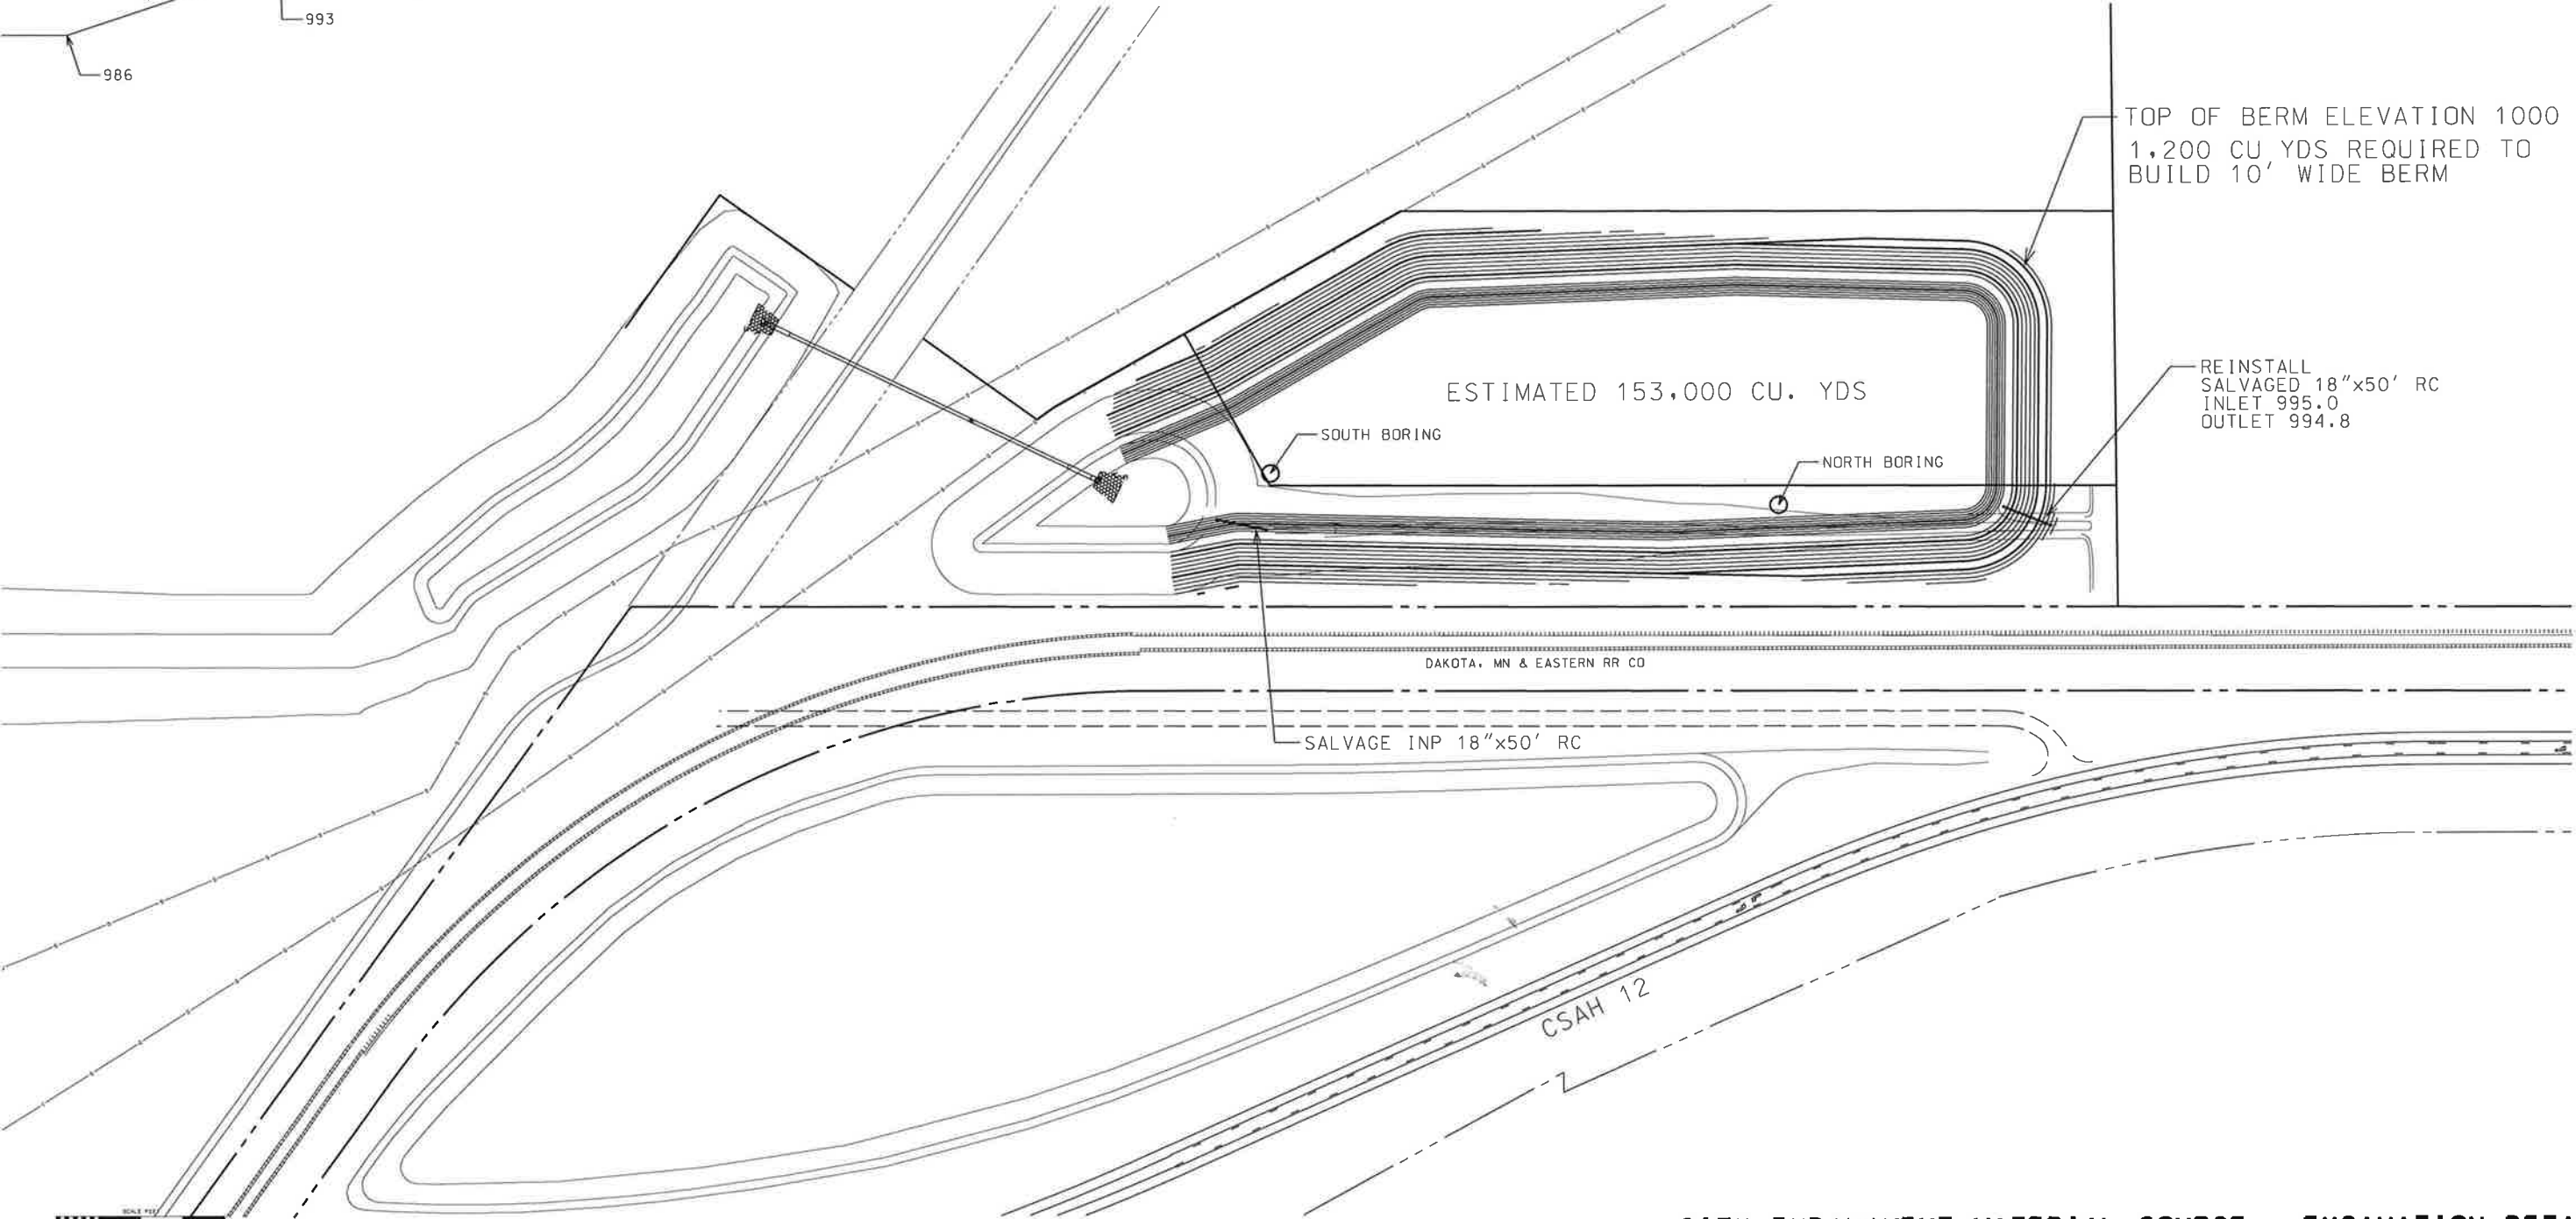 993
986
TOP OF BERM ELEVATION 1000
1,200 CU YDS REQUIRED TO
BUILD 10' WIDE BERM
REINSTALL
SALVAGED 18"x50' RC
INLET 995.0
OUTLET 994.8
ESTIMATED 153,000 CU. YDS
SOUTH BORING
NORTH BORING
DAKOTA, MN & EASTERN RR CO
SALVAGE INP 18"x50' RC
CSAH 12